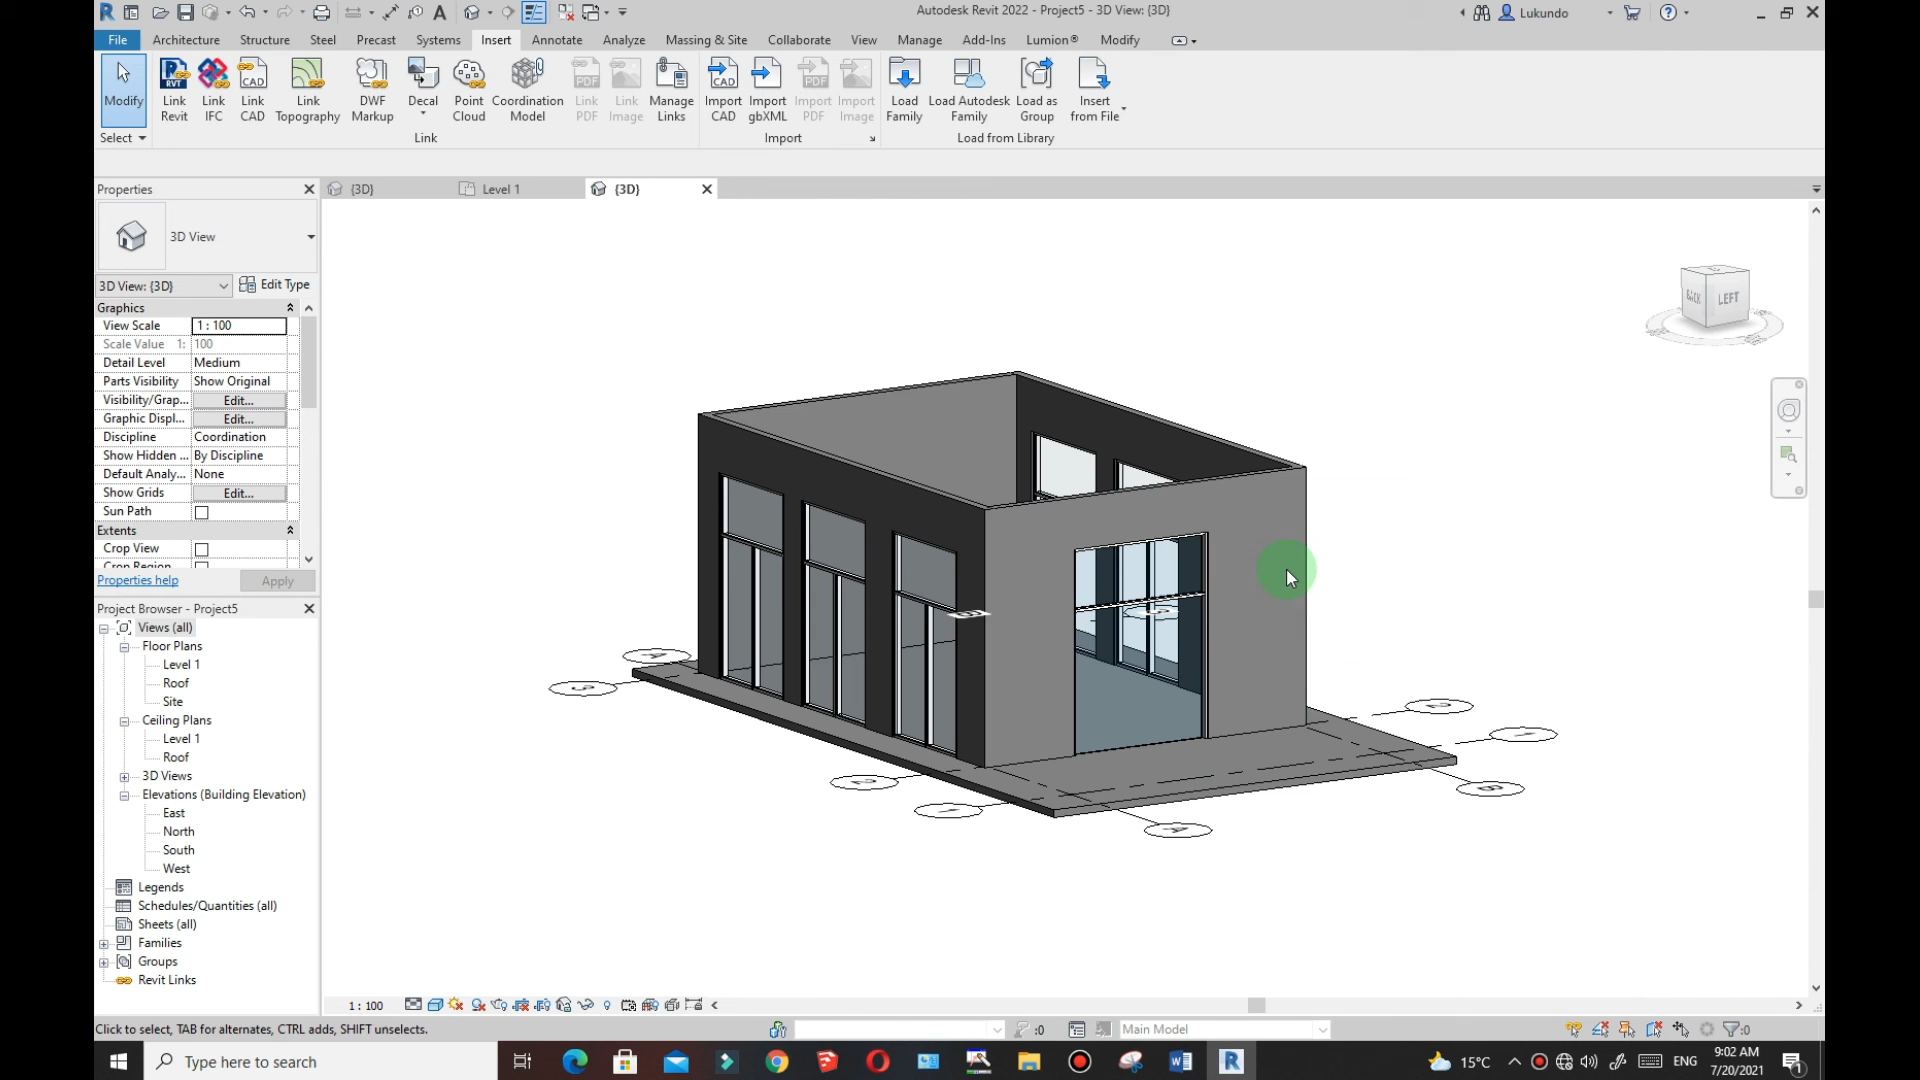 Autodesk Revit 2022 - Project5 - 3D View: {3D}
Lukundo
File Architecture Structure Steel Precast Systems Insert Annotate Analyze Massing & Site Collaborate View Manage Add-Ins Lumion® Modify
Modify
Link Revit
Link IFC
Link CAD
Link Topography
DWF Markup
Decal
Point Cloud
Coordination Model
Link PDF
Link Image
Manage Links
Import CAD
Import gbXML
Import PDF
Import Image
Load Family
Load Autodesk Family
Load as Group
Insert from File
Select Link Import Load from Library
Properties
{3D} Level 1 {3D}
3D View
3D View: {3D} Edit Type
Graphics
View Scale 1 : 100
Scale Value 1: 100
Detail Level Medium
Parts Visibility Show Original
Visibility/Grap... Edit...
Graphic Displ... Edit...
Discipline Coordination
Show Hidden ... By Discipline
Default Analy... None
Show Grids Edit...
Sun Path
Extents
Crop View
Crop Region
Properties help Apply
Project Browser - Project5
Views (all)
Floor Plans
Level 1
Roof
Site
Ceiling Plans
Level 1
Roof
3D Views
Elevations (Building Elevation)
East
North
South
West
Legends
Schedules/Quantities (all)
Sheets (all)
Families
Groups
Revit Links
BACK LEFT
A
3
2
1
A
2
1
B
1 : 100
Click to select, TAB for alternates, CTRL adds, SHIFT unselects.
:0
Main Model
:0
Type here to search
15°C
ENG
9:02 AM
7/20/2021
1